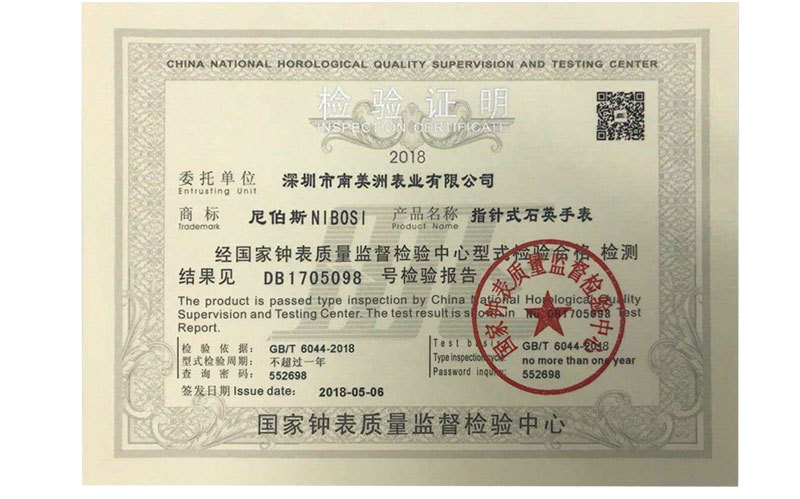 CHINA NATIONAL HOROLOGICAL QUALITY SUPERVISION AND TESTING CENTER
检验证明
INSPECTION CERTIFICATE
2018
委托单位 深圳市南美洲表业有限公司
Entrusting Unit
商标 尼伯斯NIBOSI 产品名称 指针式石英手表
Trademark Product Name
经国家钟表质量监督检验中心型式检验合格 检测
结果见 DB1705098 号检验报告
The product is passed type inspection by China National Horological Quality
Supervision and Testing Center. The test result is shown in No. DB1705098 Test
Report.
检验依据: GB/T 6044-2018 Test basis: GB/T 6044-2018
型式检验周期: 不超过一年 Type inspection cycle: no more than one year
查询密码: 552698 Password inquiry: 552698
签发日期 Issue date: 2018-05-06
国家钟表质量监督检验中心
国家钟表质量监督检验中心